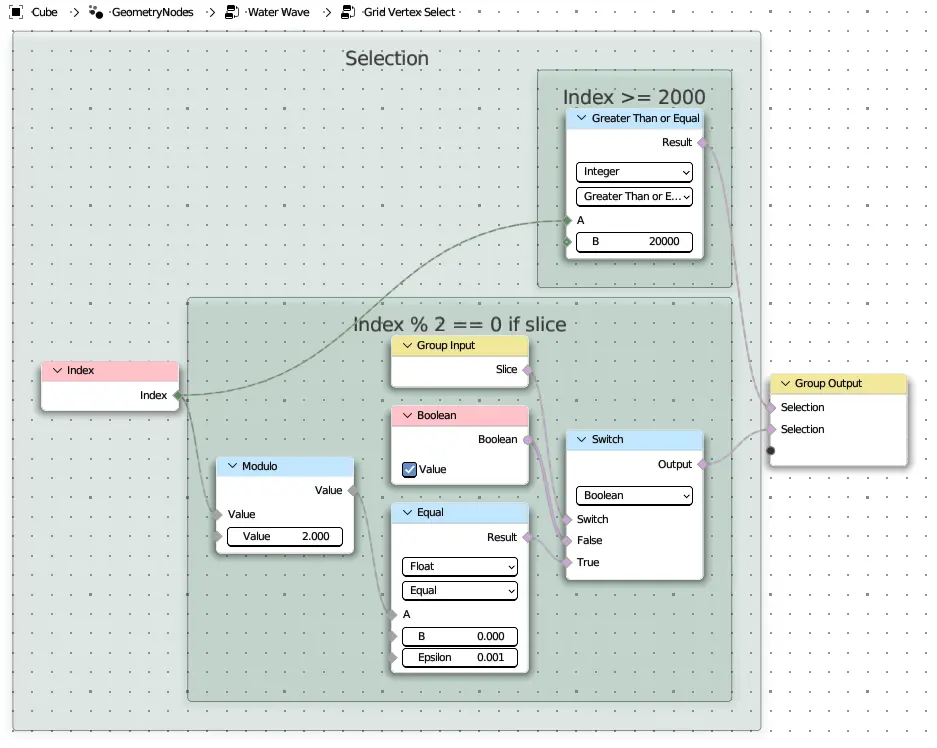 Cube > GeometryNodes > Water Wave > Grid Vertex Select
Selection
Index >= 2000
Greater Than or Equal
Result
Integer
Greater Than or E...
A
B 20000
Index % 2 == 0 if slice
Group Input
Slice
Index
Index
Boolean
Boolean
Value
Modulo
Value
Value
Value 2.000
Equal
Result
Float
Equal
A
B 0.000
Epsilon 0.001
Switch
Output
Boolean
Switch
False
True
Group Output
Selection
Selection